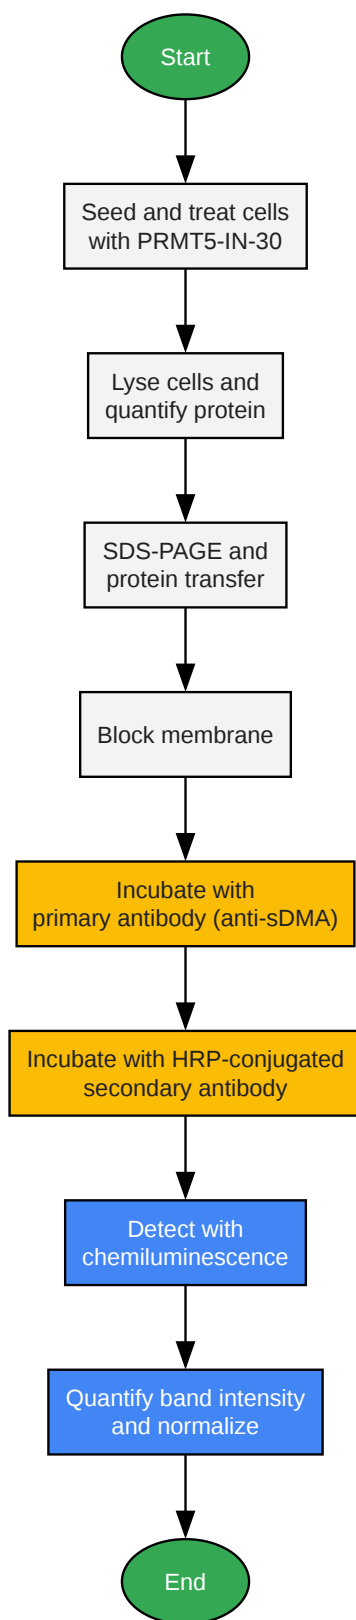 Start
Seed and treat cells
with PRMT5-IN-30
Lyse cells and
quantify protein
SDS-PAGE and
protein transfer
Block membrane
Incubate with
primary antibody (anti-sDMA)
Incubate with HRP-conjugated
secondary antibody
Detect with
chemiluminescence
Quantify band intensity
and normalize
End